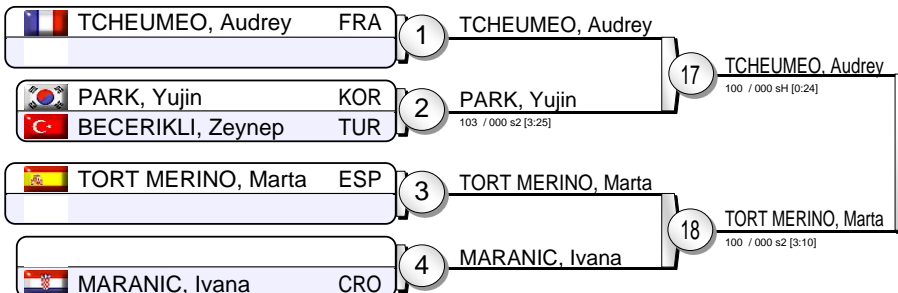 TCHEUMEO, Audrey FRA
1
TCHEUMEO, Audrey
17
TCHEUMEO, Audrey
100 / 000 sH [0:24]
PARK, Yujin KOR
BECERIKLI, Zeynep TUR
2
PARK, Yujin
103 / 000 s2 [3:25]
TORT MERINO, Marta ESP
3
TORT MERINO, Marta
18
TORT MERINO, Marta
100 / 000 s2 [3:10]
MARANIC, Ivana CRO
4
MARANIC, Ivana